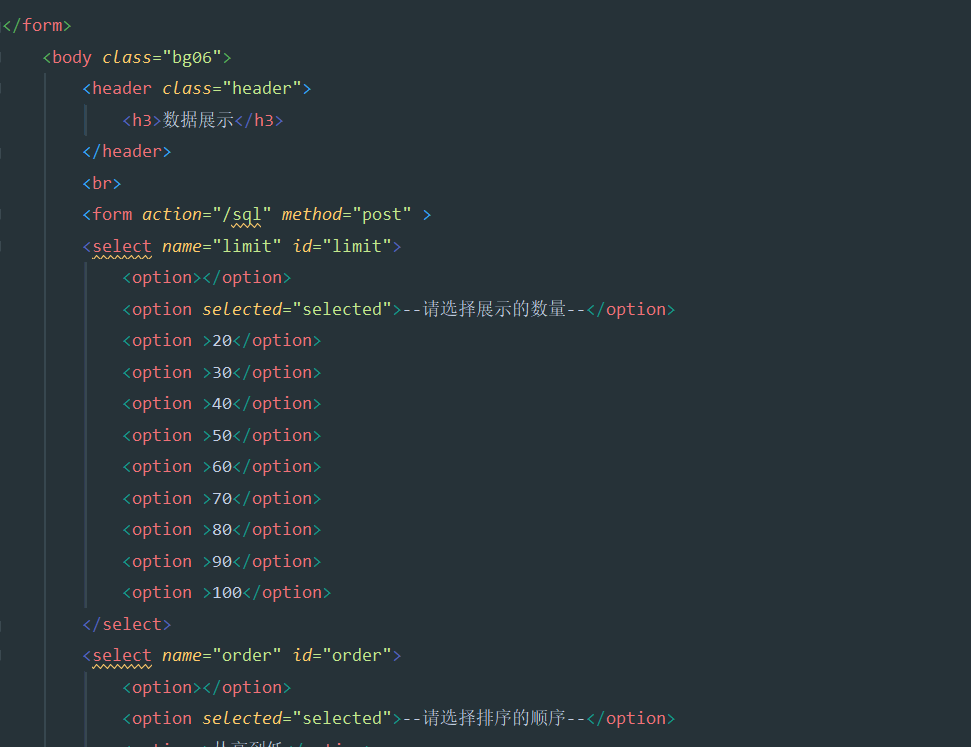 </form>
<body class="bg06">
<header class="header">
<h3>数据展示</h3>
</header>
<br>
<form action="/sql" method="post" >
<select name="limit" id="limit">
<option></option>
<option selected="selected">--请选择展示的数量--</option>
<option >20</option>
<option >30</option>
<option >40</option>
<option >50</option>
<option >60</option>
<option >70</option>
<option >80</option>
<option >90</option>
<option >100</option>
</select>
<select name="order" id="order">
<option></option>
<option selected="selected">--请选择排序的顺序--</option>